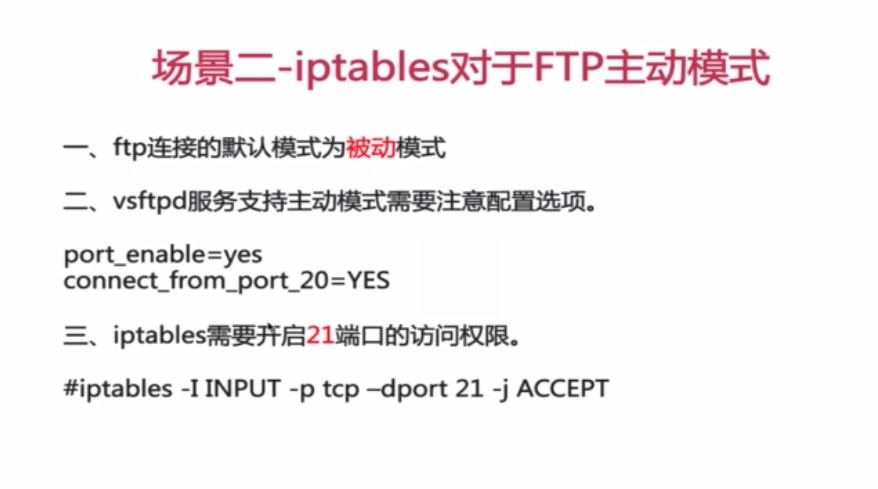 场景二-iptables对于FTP主动模式
一、ftp连接的默认模式为被动模式
二、vsftpd服务支持主动模式需要注意配置选项。
port_enable=yes
connect_from_port_20=YES
三、iptables需要开启21端口的访问权限。
#iptables -I INPUT -p tcp –dport 21 -j ACCEPT